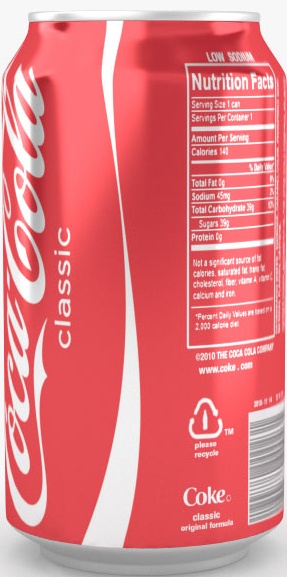 Coca-Cola
classic
LOW SODIUM
Nutrition Facts
Serving Size 1 can
Servings Per Container 1
Amount Per Serving
Calories 140
% Daily
Total Fat 0g
Sodium 45mg
Total Carbohydrate 39g
Sugars 39g
Protein 0g
Not a significant source of fat
calories, saturated fat, trans fat,
cholesterol, fiber, vitamin A, vitamin C,
calcium and iron.
*Percent Daily Values are based on a
2,000 calorie diet.
©2010 THE COCA COLA COMPANY
www.coke.com
TM
please
recycle
Coke
classic
original formula